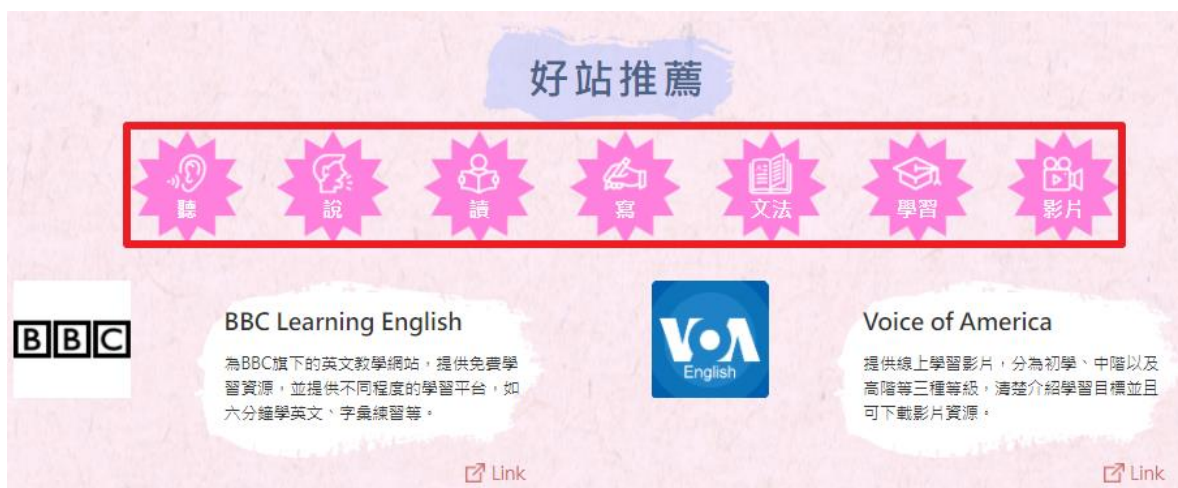 好站推薦
聽
說
讀
寫
文法
學習
影片
BBC
BBC Learning English
為BBC旗下的英文教學網站，提供免費學
習資源，並提供不同程度的學習平台，如
六分鐘學英文、字彙練習等。
Link
VOA
English
Voice of America
提供線上學習影片，分為初學、中階以及
高階等三種等級，清楚介紹學習目標並且
可下載影片資源。
Link